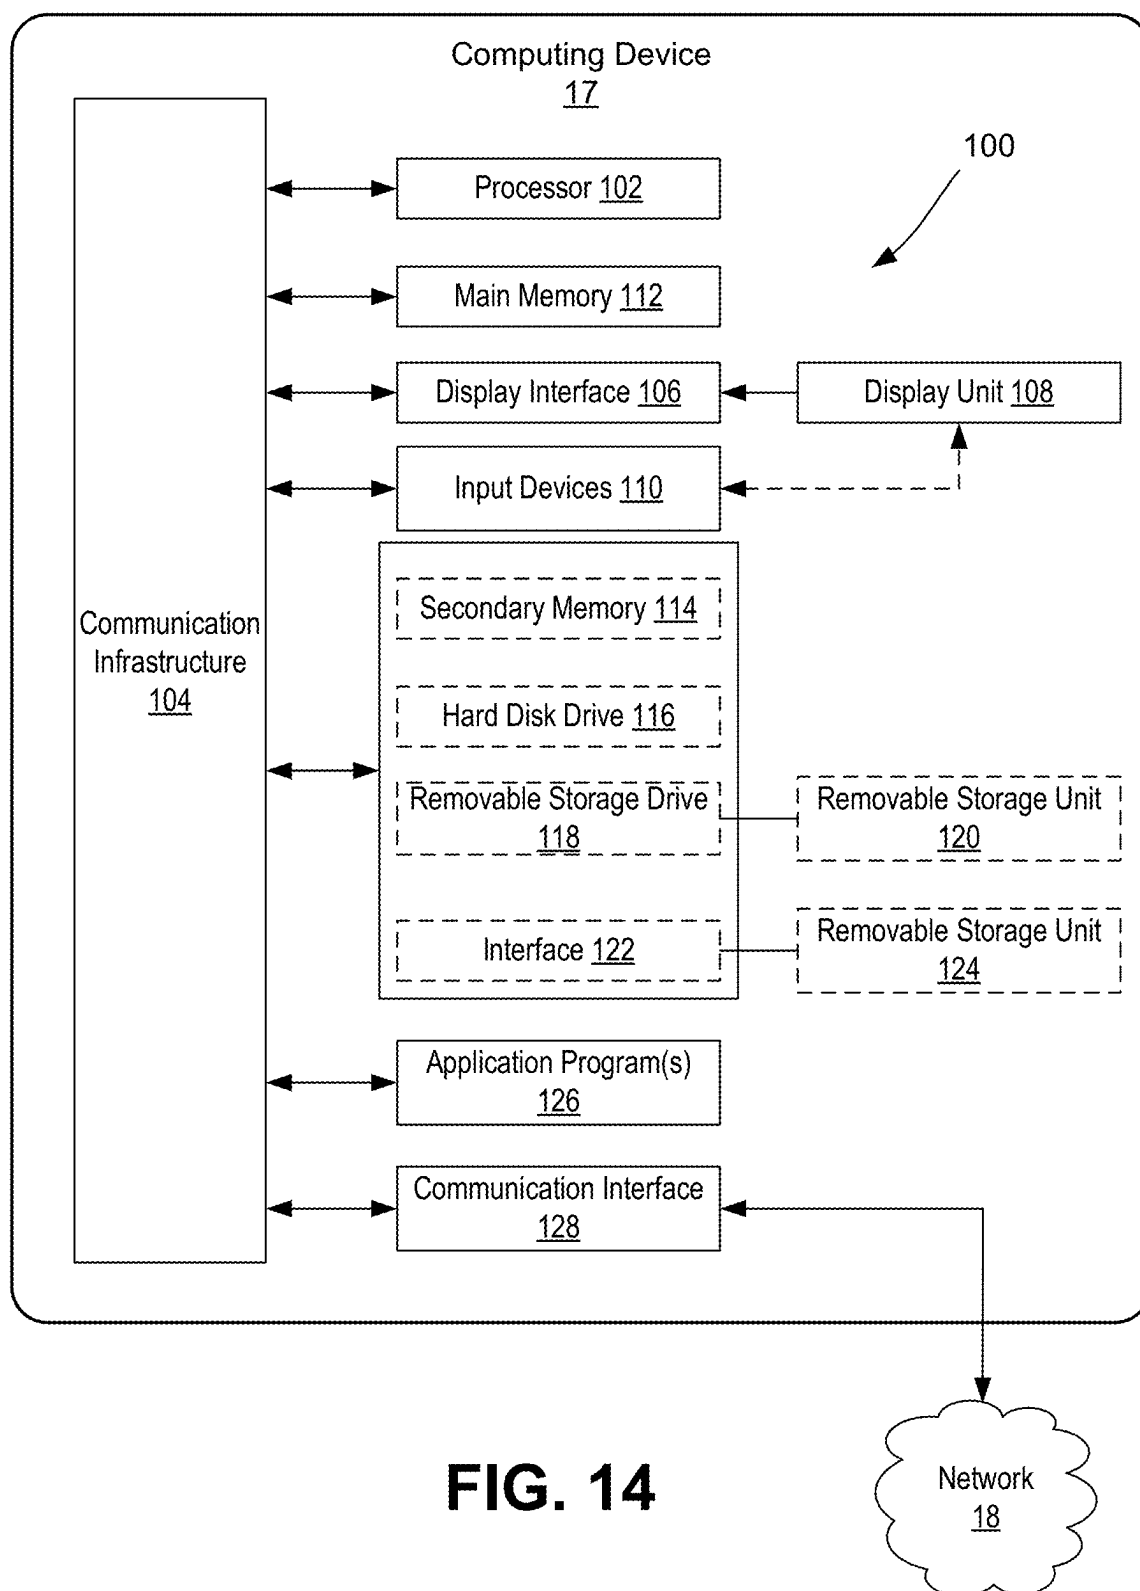 Computing Device
17
100
Processor 102
Main Memory 112
Display Interface 106
Display Unit 108
Input Devices 110
Communication
Infrastructure
104
Secondary Memory 114
Hard Disk Drive 116
Removable Storage Drive
118
Removable Storage Unit
120
Interface 122
Removable Storage Unit
124
Application Program(s)
126
Communication Interface
128
Network
18
FIG. 14